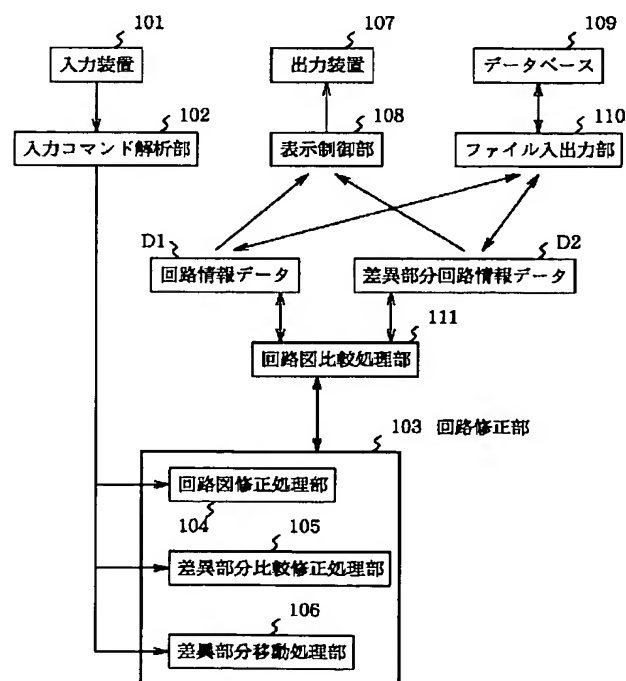 101
入力装置
107
出力装置
109
データベース
102
入力コマンド解析部
108
表示制御部
110
ファイル入出力部
D1
回路情報データ
D2
差異部分回路情報データ
111
回路図比較処理部
103 回路修正部
回路図修正処理部
104
105
差異部分比較修正処理部
106
差異部分移動処理部